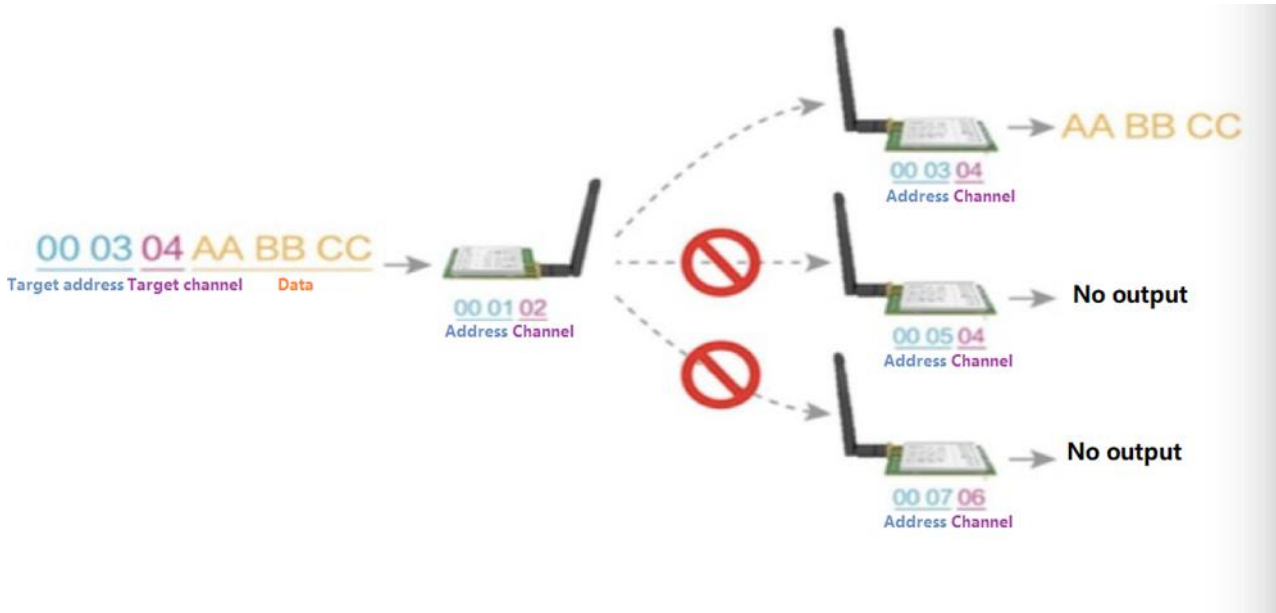 00 03 04 AA BB CC
Target address Target channel Data
00 01 02
Address Channel
AA BB CC
00 03 04
Address Channel
No output
00 05 04
Address Channel
No output
00 07 06
Address Channel